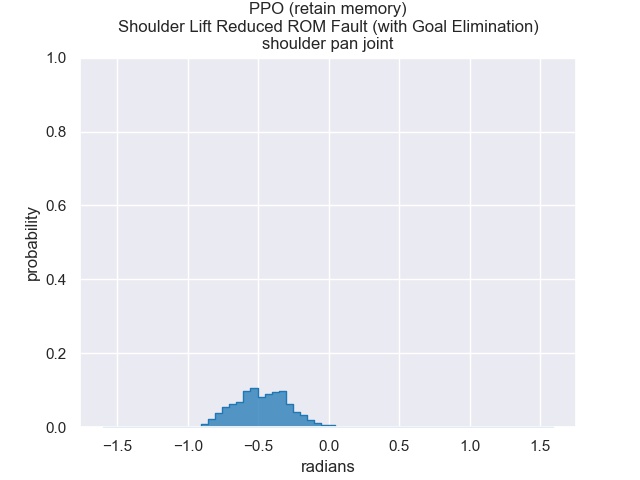 PPO (retain memory)
Shoulder Lift Reduced ROM Fault (with Goal Elimination)
shoulder pan joint
1.0
0.8
0.6
0.4
0.2
0.0
probability
−1.5 −1.0 −0.5 0.0 0.5 1.0 1.5
radians